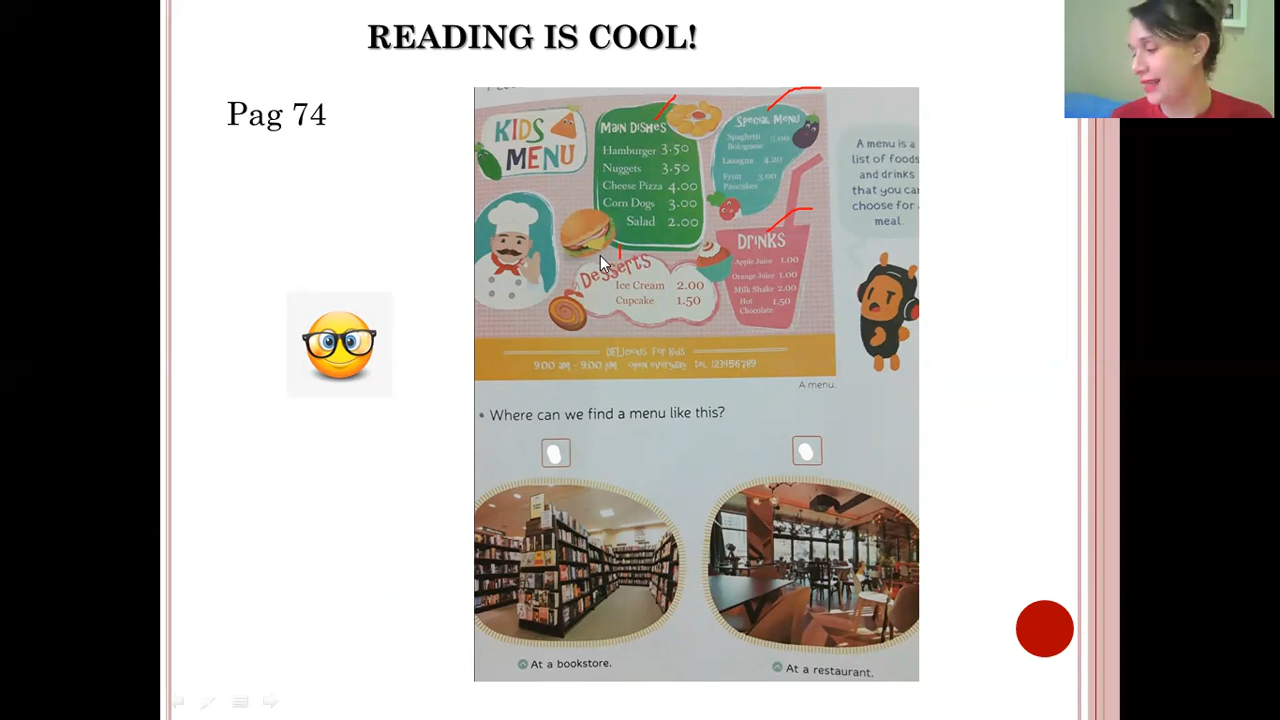 READING IS COOL!
Pag 74
KIDS
MENU
MAIN DISHES
Hamburger 3.50
Nuggets 3.50
Cheese Pizza 4.00
Corn Dogs 3.00
Salad 2.00
SPECIAL MENU
Spaghetti
Bolognese 5.00
Lasagna 4.20
Fruit 3.00
Pancakes
A menu is a
list of foods
and drinks
that you can
choose for a
meal.
Desserts
Ice Cream 2.00
Cupcake 1.50
DRINKS
Apple Juice 1.00
Orange Juice 1.00
Milk Shake 2.00
Hot 1.50
Chocolate
DELicious For Kids
9:00 am - 9:00 pm open everyday tel 123456789
A menu.
• Where can we find a menu like this?
At a bookstore.
At a restaurant.